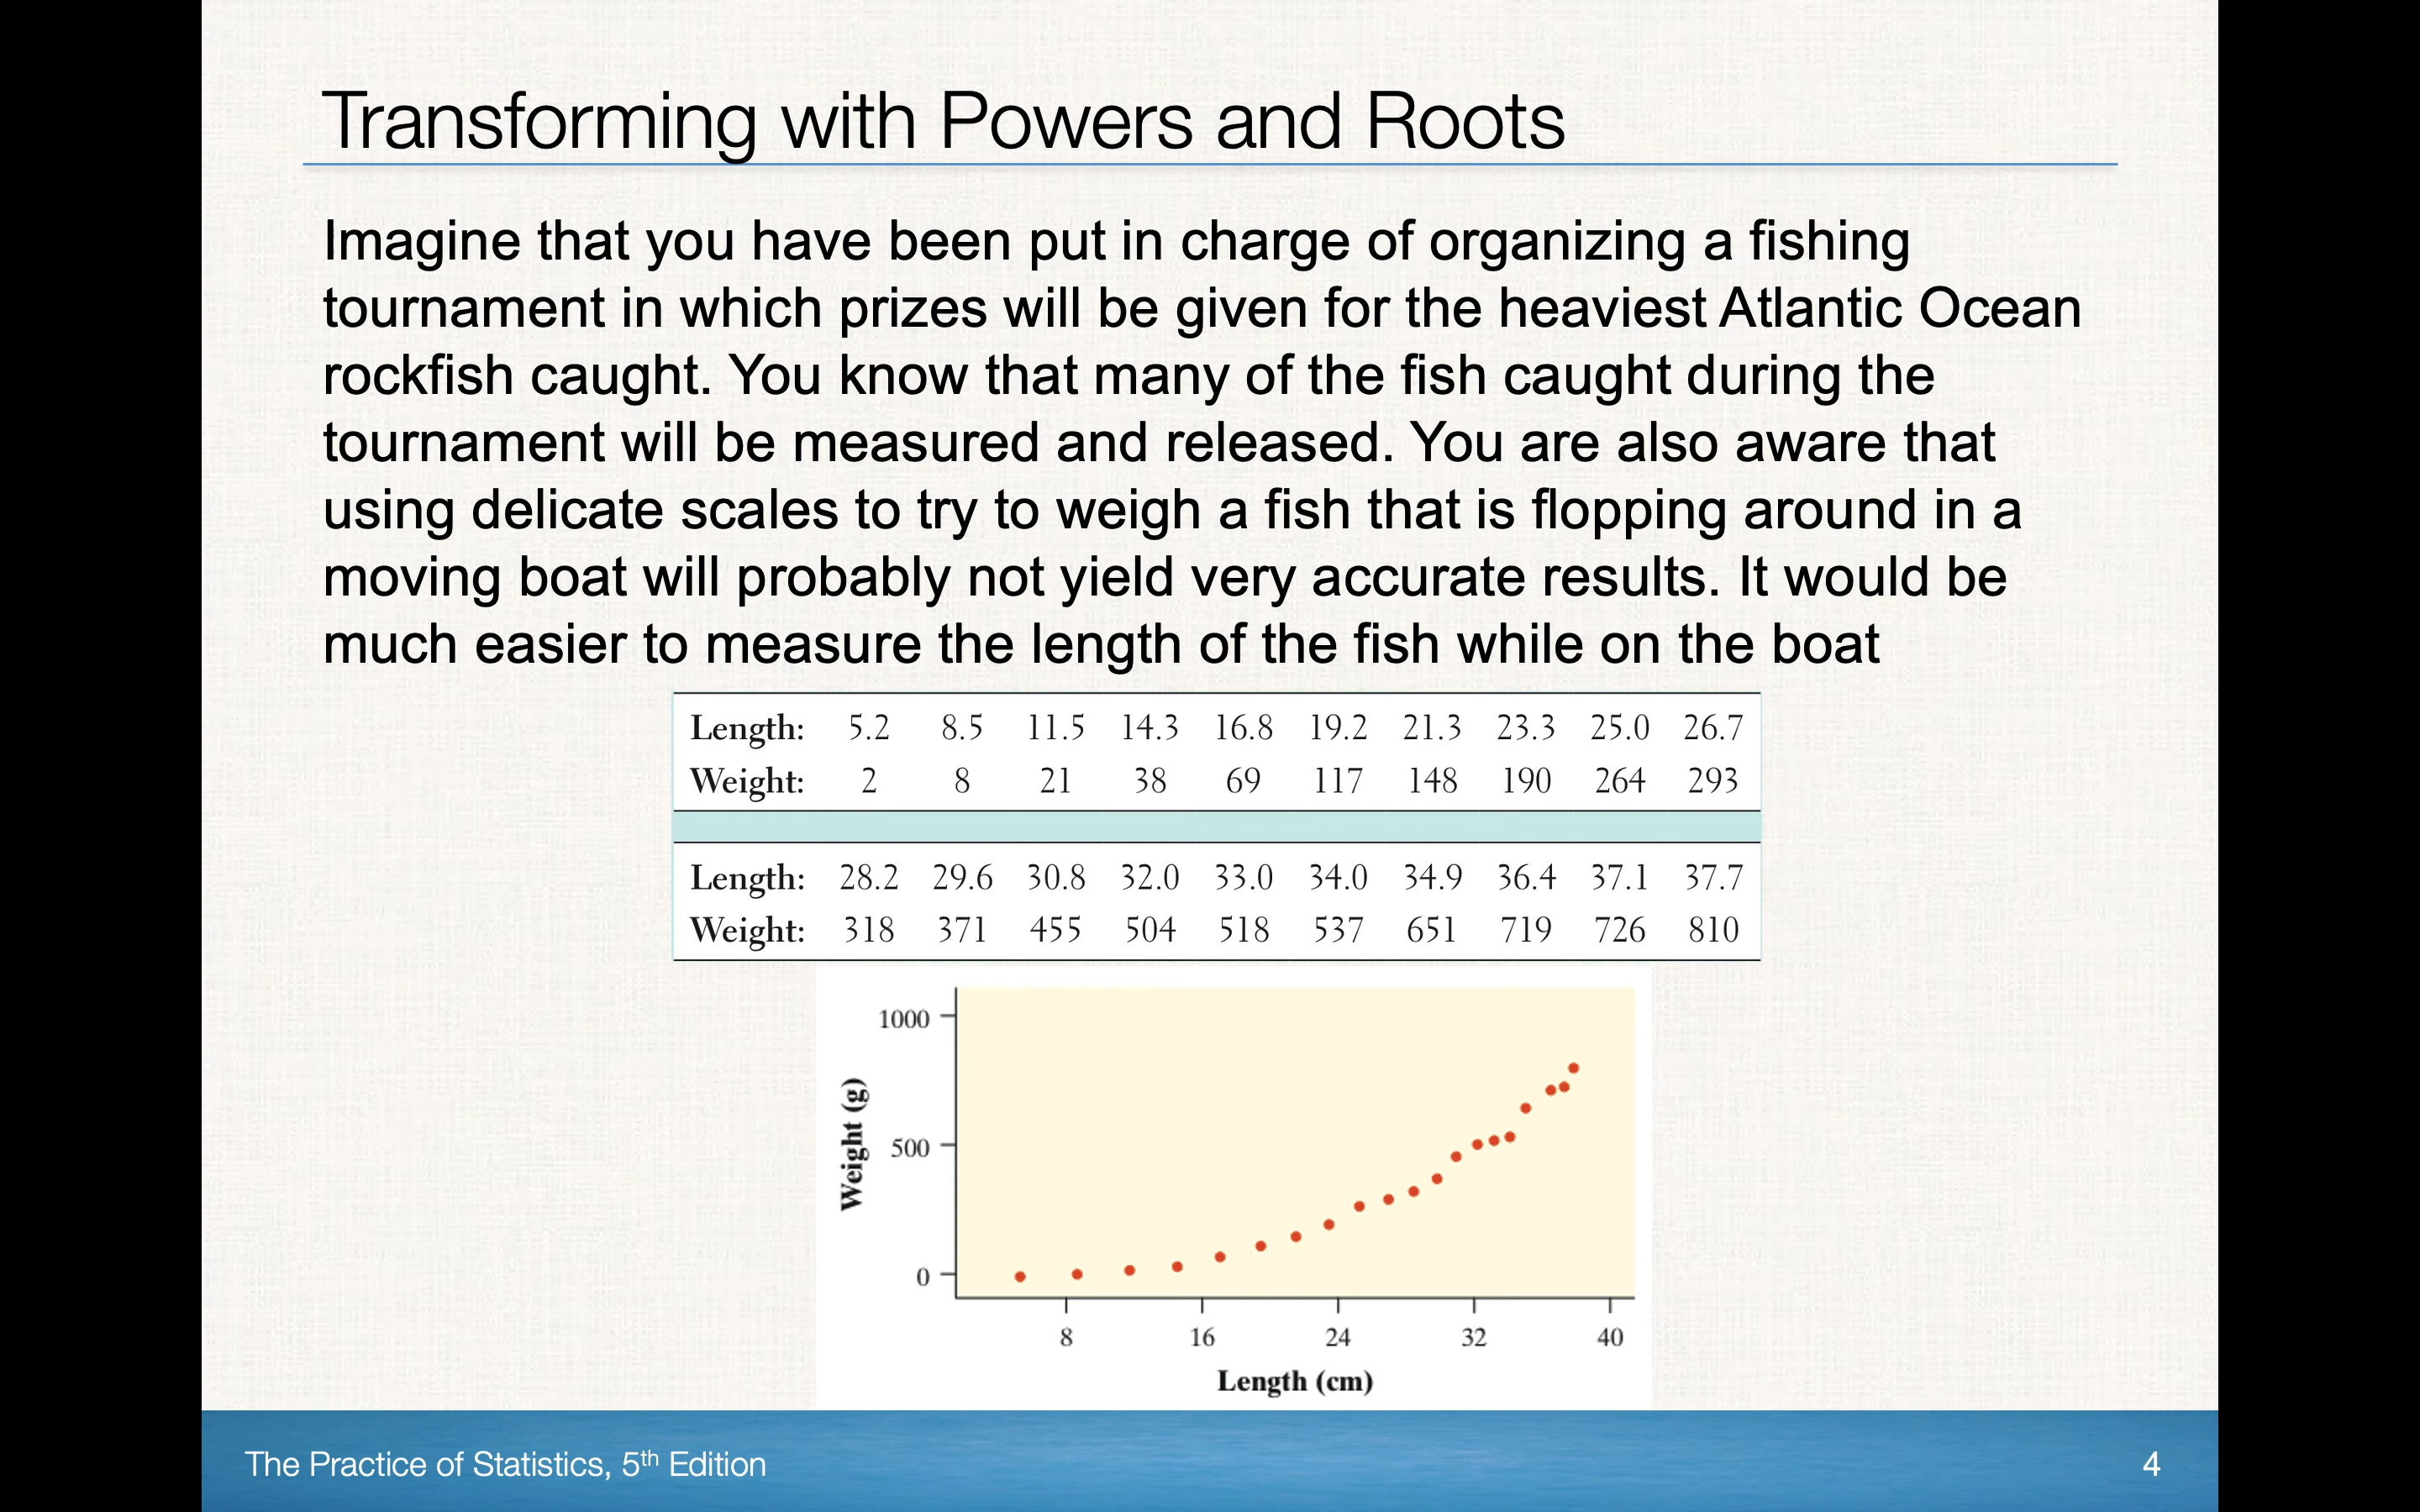 Transforming with Powers and Roots
Imagine that you have been put in charge of organizing a fishing
tournament in which prizes will be given for the heaviest Atlantic Ocean
rockfish caught. You know that many of the fish caught during the
tournament will be measured and released. You are also aware that
using delicate scales to try to weigh a fish that is flopping around in a
moving boat will probably not yield very accurate results. It would be
much easier to measure the length of the fish while on the boat
Length: 5.2 8.5 11.5 14.3 16.8 19.2 21.3 23.3 25.0 26.7
Weight: 2 8 21 38 69 117 148 190 264 293
Length: 28.2 29.6 30.8 32.0 33.0 34.0 34.9 36.4 37.1 37.7
Weight: 318 371 455 504 518 537 651 719 726 810
Weight (g)
1000
500
0
8 16 24 32 40
Length (cm)
The Practice of Statistics, 5th Edition
4